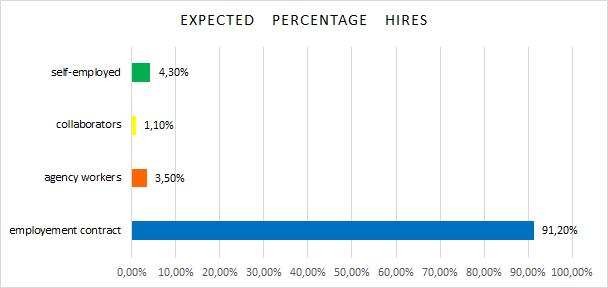 EXPECTED PERCENTAGE HIRES
self-employed 4,30%
collaborators 1,10%
agency workers 3,50%
employement contract 91,20%
0,00% 10,00% 20,00% 30,00% 40,00% 50,00% 60,00% 70,00% 80,00% 90,00% 100,00%